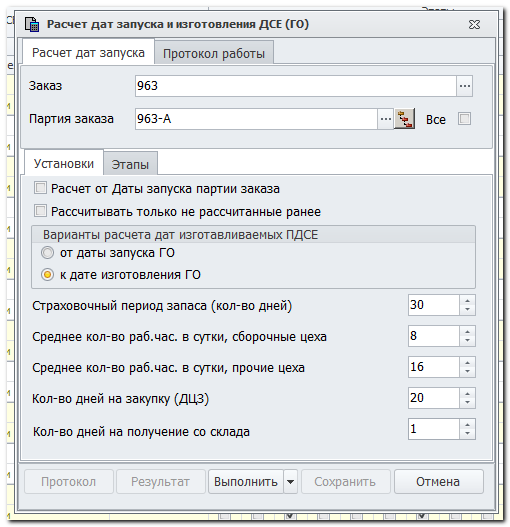 Этапы
Расчет дат запуска и изготовления ДСЕ (ГО)
Расчет дат запуска Протокол работы
Заказ 963 ...
Партия заказа 963-А ... Все
Установки Этапы
Расчет от Даты запуска партии заказа
Рассчитывать только не рассчитанные ранее
Варианты расчета дат изготавливаемых ПДСЕ
от даты запуска ГО
к дате изготовления ГО
Страховочный период запаса (кол-во дней) 30
Среднее кол-во раб.час. в сутки, сборочные цеха 8
Среднее кол-во раб.час. в сутки, прочие цеха 16
Кол-во дней на закупку (ДЦЗ) 20
Кол-во дней на получение со склада 1
Протокол Результат Выполнить Сохранить Отмена